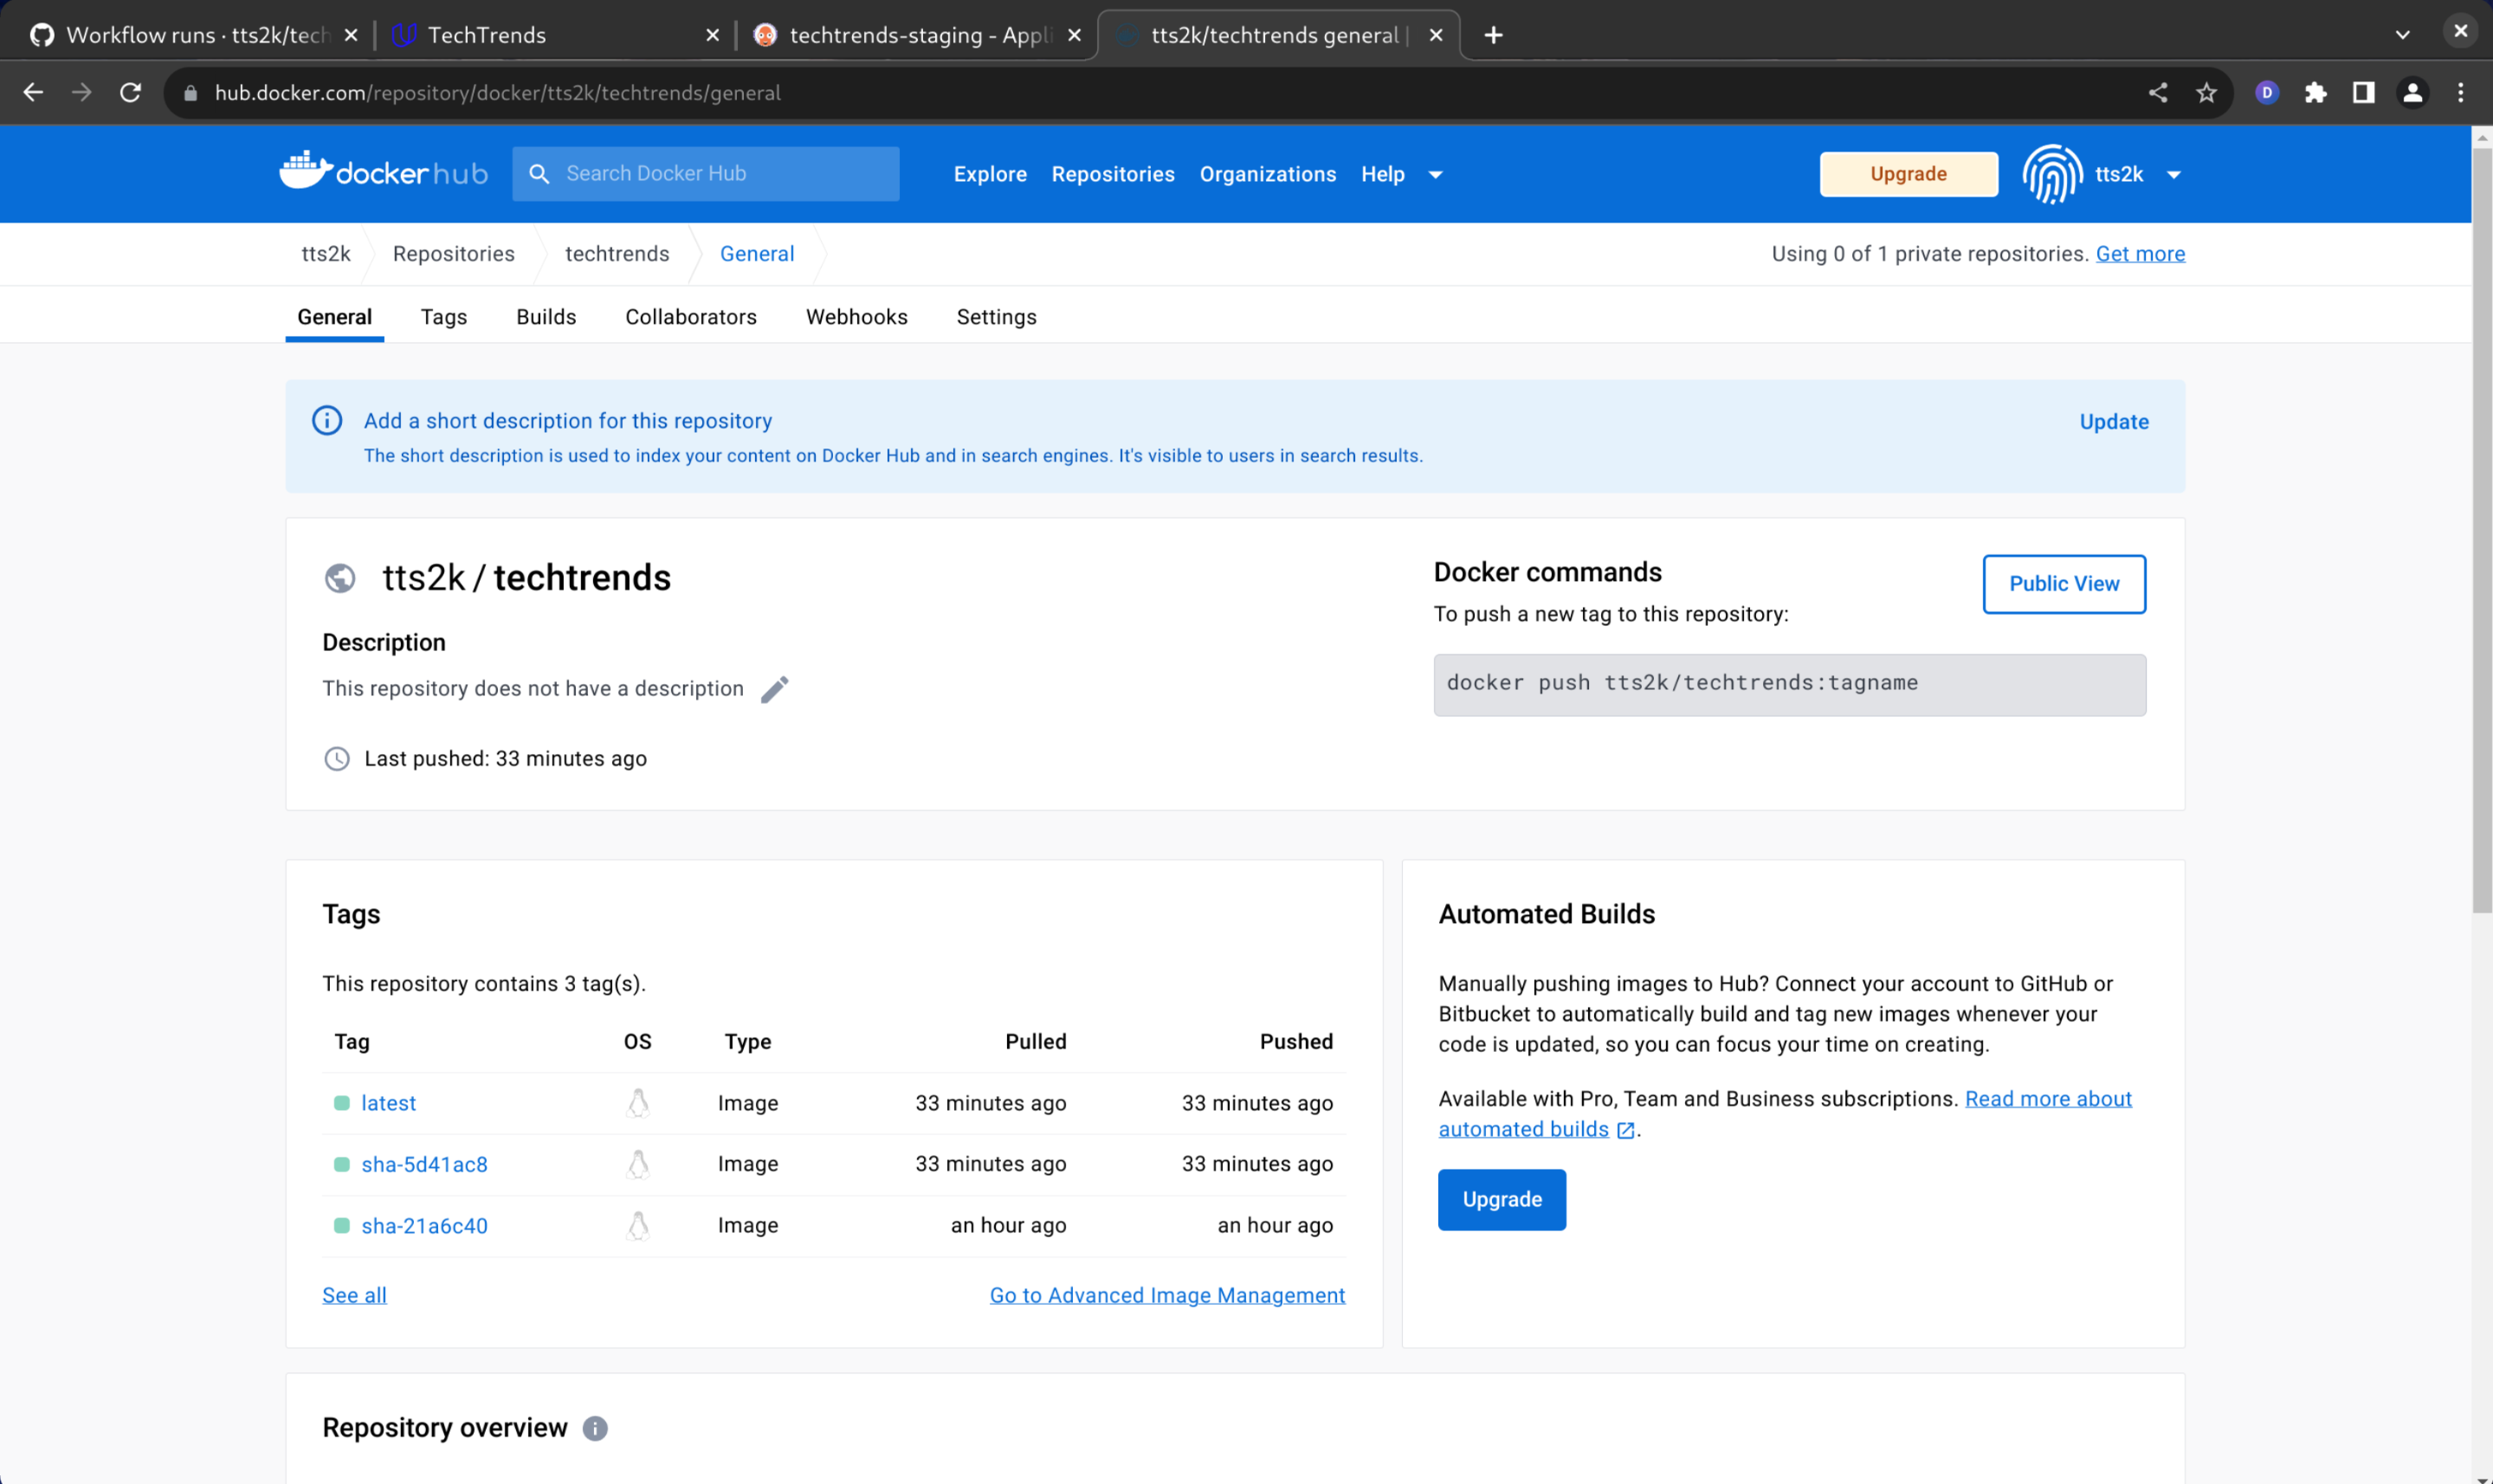 Workflow runs · tts2k/tech
TechTrends
techtrends-staging - Appli
tts2k/techtrends general |
hub.docker.com/repository/docker/tts2k/techtrends/general
D
dockerhub
Search Docker Hub
Explore
Repositories
Organizations
Help
Upgrade
tts2k
tts2k
Repositories
techtrends
General
Using 0 of 1 private repositories. Get more
General
Tags
Builds
Collaborators
Webhooks
Settings
Add a short description for this repository
Update
The short description is used to index your content on Docker Hub and in search engines. It's visible to users in search results.
tts2k / techtrends
Description
This repository does not have a description
Last pushed: 33 minutes ago
Docker commands
To push a new tag to this repository:
Public View
docker push tts2k/techtrends:tagname
Tags
This repository contains 3 tag(s).
Tag OS Type Pulled Pushed
latest Image 33 minutes ago 33 minutes ago
sha-5d41ac8 Image 33 minutes ago 33 minutes ago
sha-21a6c40 Image an hour ago an hour ago
See all
Go to Advanced Image Management
Automated Builds
Manually pushing images to Hub? Connect your account to GitHub or
Bitbucket to automatically build and tag new images whenever your
code is updated, so you can focus your time on creating.
Available with Pro, Team and Business subscriptions. Read more about
automated builds .
Upgrade
Repository overview